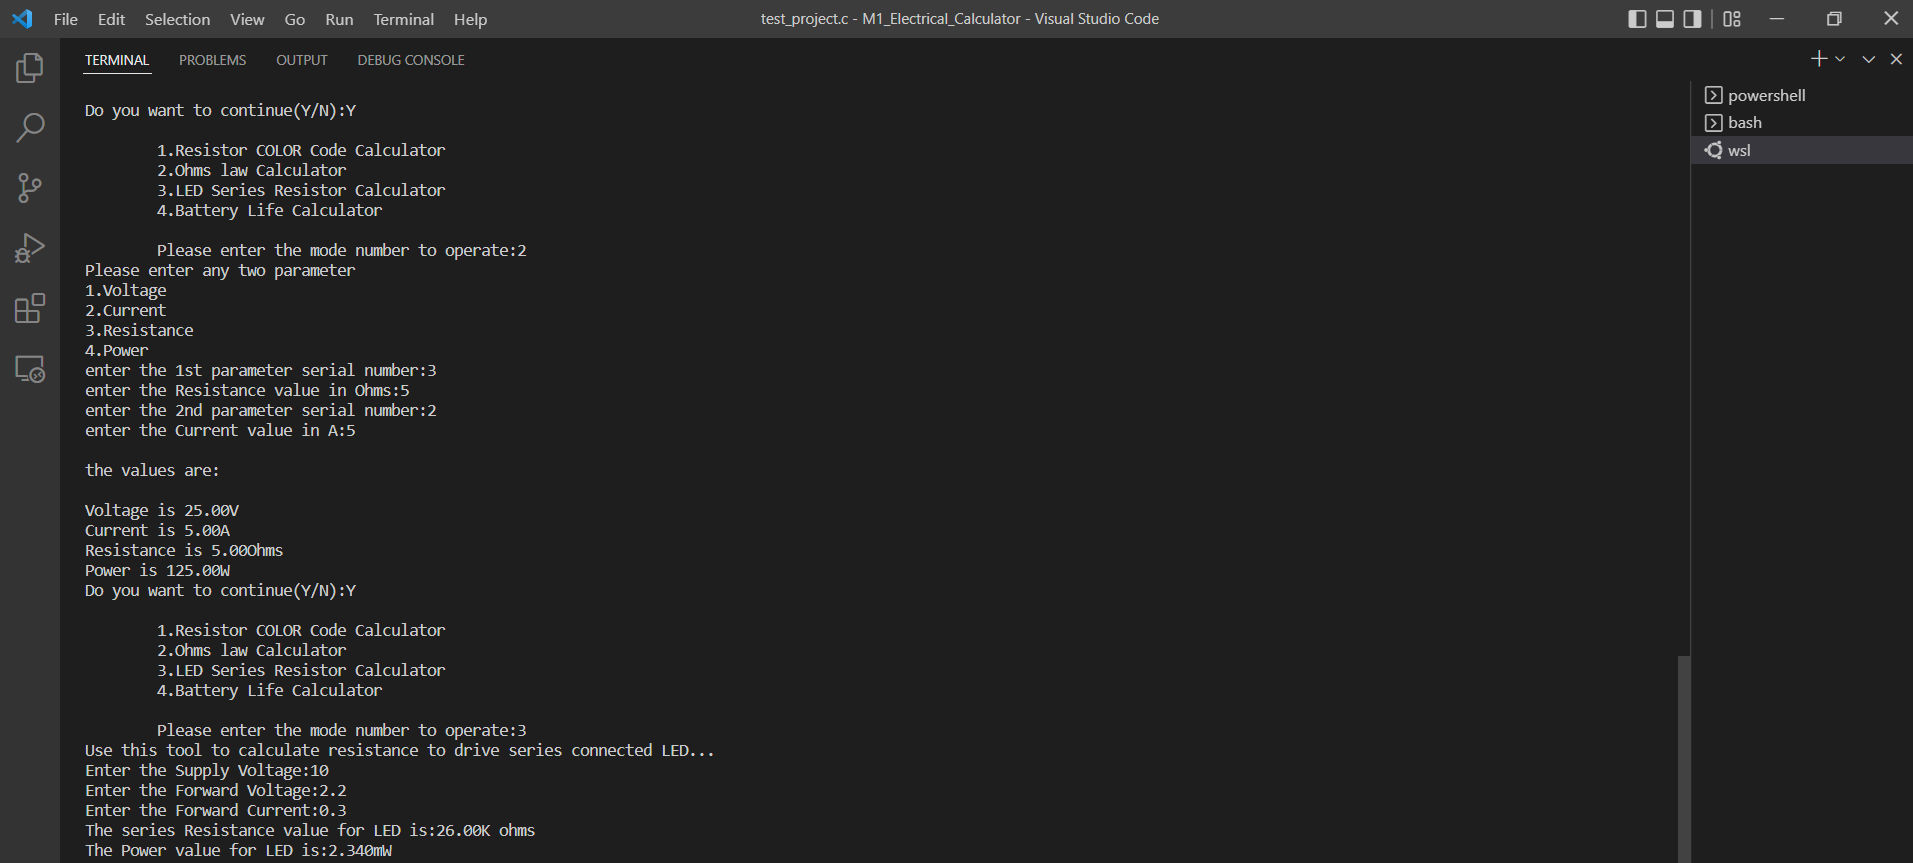 File Edit Selection View Go Run Terminal Help
test_project.c - M1_Electrical_Calculator - Visual Studio Code
TERMINAL PROBLEMS OUTPUT DEBUG CONSOLE
Do you want to continue(Y/N):Y
1.Resistor COLOR Code Calculator
2.Ohms law Calculator
3.LED Series Resistor Calculator
4.Battery Life Calculator
Please enter the mode number to operate:2
Please enter any two parameter
1.Voltage
2.Current
3.Resistance
4.Power
enter the 1st parameter serial number:3
enter the Resistance value in Ohms:5
enter the 2nd parameter serial number:2
enter the Current value in A:5
the values are:
Voltage is 25.00V
Current is 5.00A
Resistance is 5.00Ohms
Power is 125.00W
Do you want to continue(Y/N):Y
1.Resistor COLOR Code Calculator
2.Ohms law Calculator
3.LED Series Resistor Calculator
4.Battery Life Calculator
Please enter the mode number to operate:3
Use this tool to calculate resistance to drive series connected LED...
Enter the Supply Voltage:10
Enter the Forward Voltage:2.2
Enter the Forward Current:0.3
The series Resistance value for LED is:26.00K ohms
The Power value for LED is:2.340mW
powershell
bash
wsl